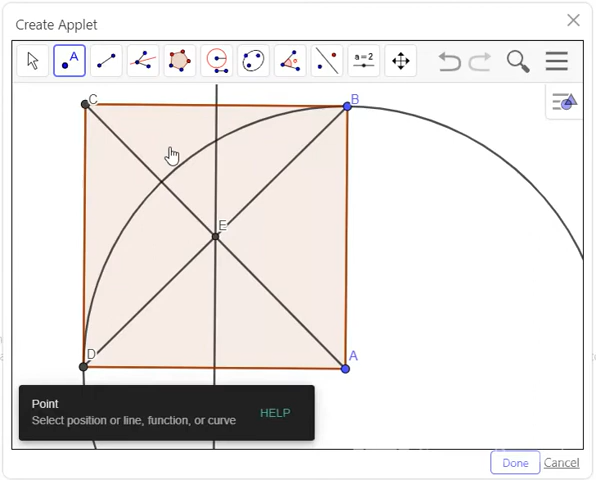 Create Applet
A
a=2
C
B
E
D
A
Point
Select position or line, function, or curve
HELP
Done
Cancel